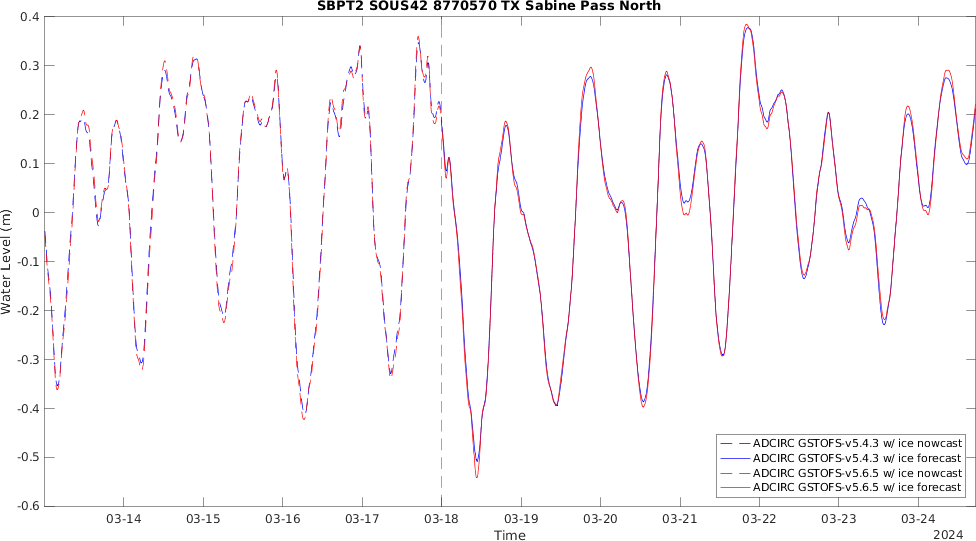 SBPT2 SOUS42 8770570 TX Sabine Pass North
0.4
0.3
0.2
0.1
0
-0.1
-0.2
-0.3
-0.4
-0.5
-0.6
Water Level (m)
ADCIRC GSTOFS-v5.4.3 w/ ice nowcast
ADCIRC GSTOFS-v5.4.3 w/ ice forecast
ADCIRC GSTOFS-v5.6.5 w/ ice nowcast
ADCIRC GSTOFS-v5.6.5 w/ ice forecast
03-14 03-15 03-16 03-17 03-18 03-19 03-20 03-21 03-22 03-23 03-24
Time
2024